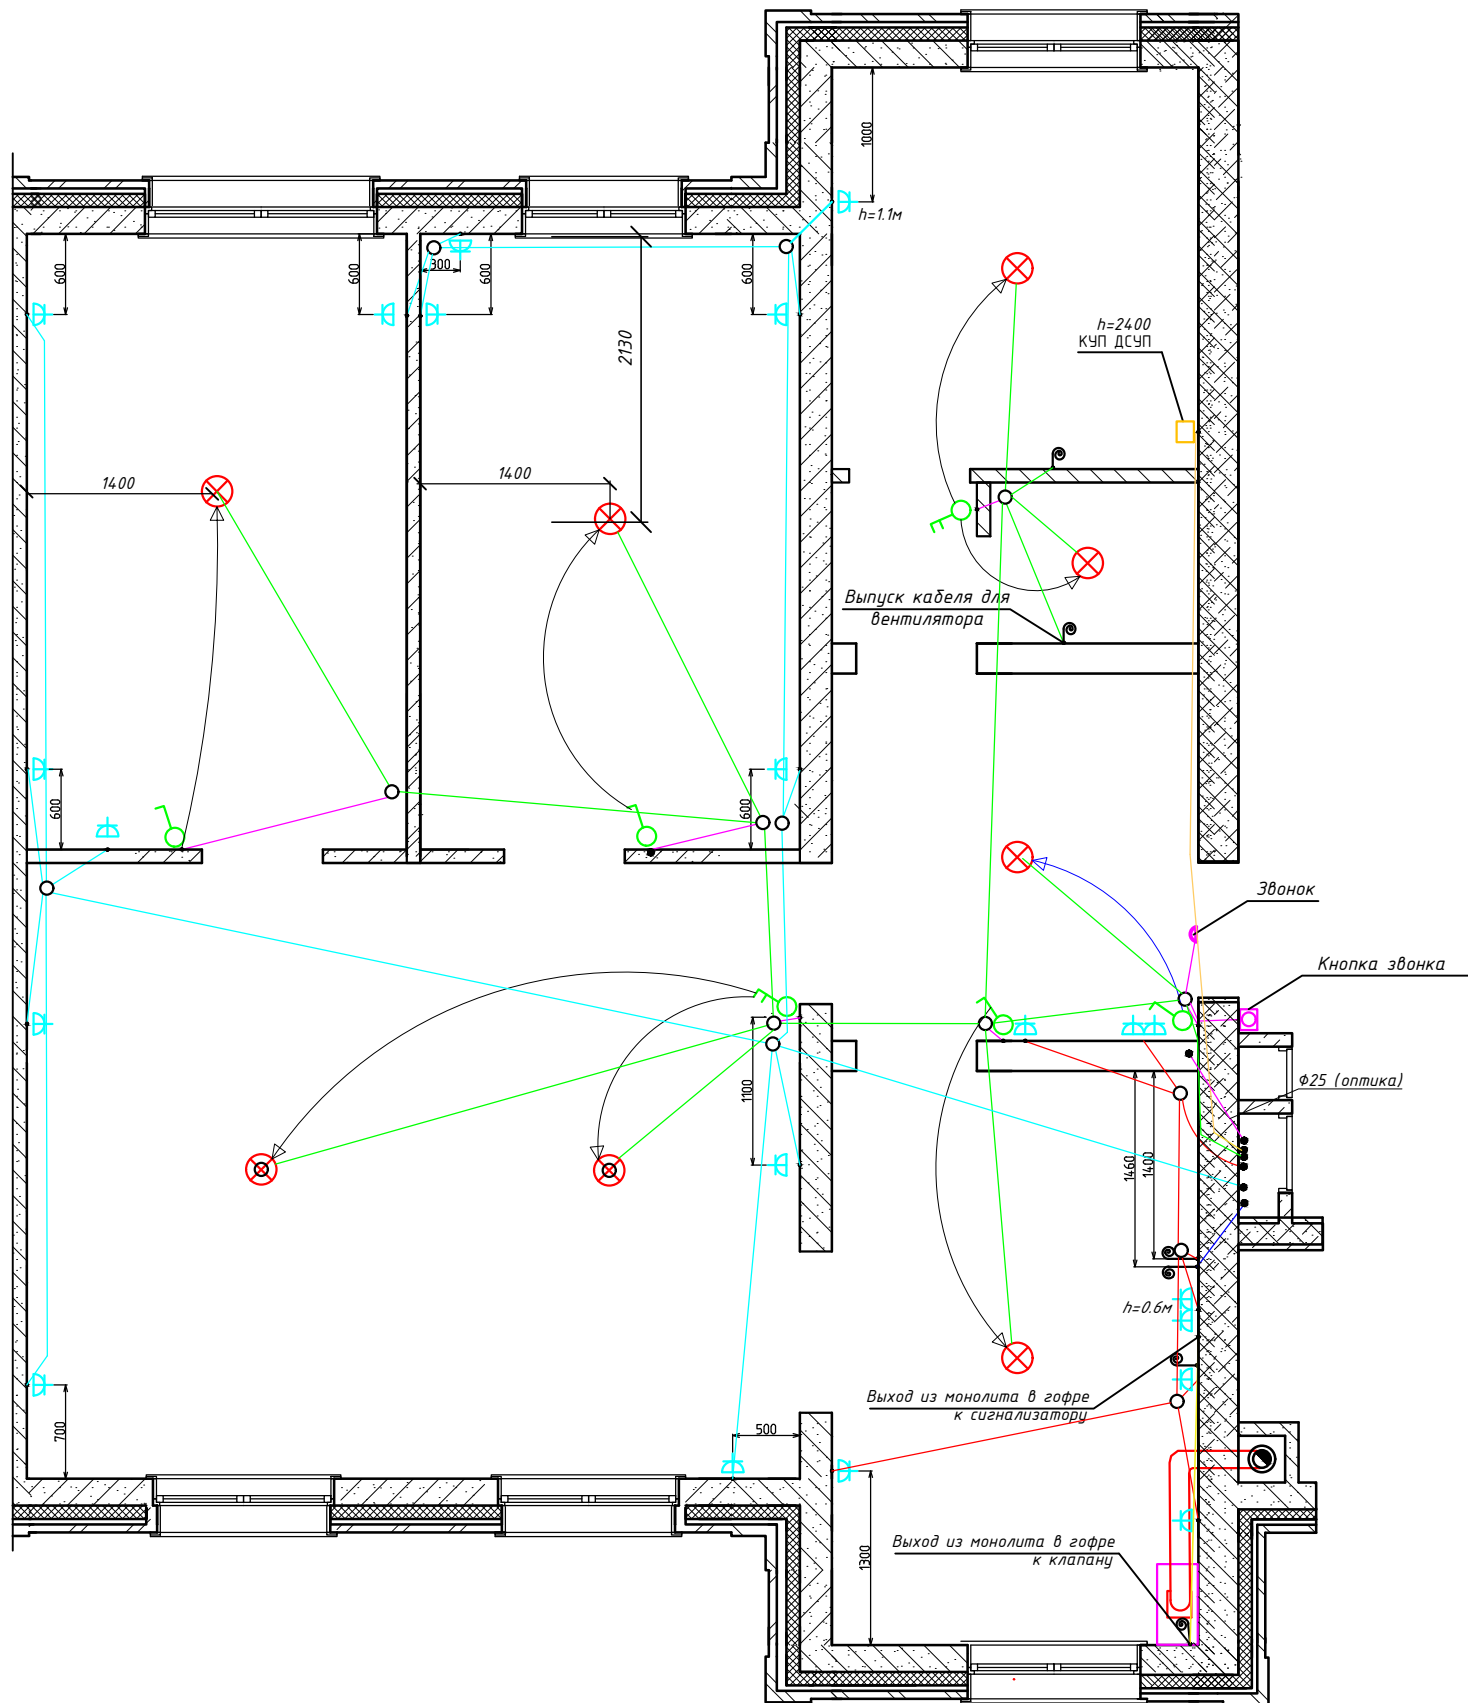 1000
h=1.1м
600
600
300
600
600
2130
h=2400
КУП ДСУП
1400
1400
Выпуск кабеля для
вентилятора
600
600
Звонок
Кнопка звонка
Ф25 (оптика)
1100
1460
1400
h=0.6м
Выход из монолита в гофре
к сигнализатору
700
500
1300
Выход из монолита в гофре
к клапану